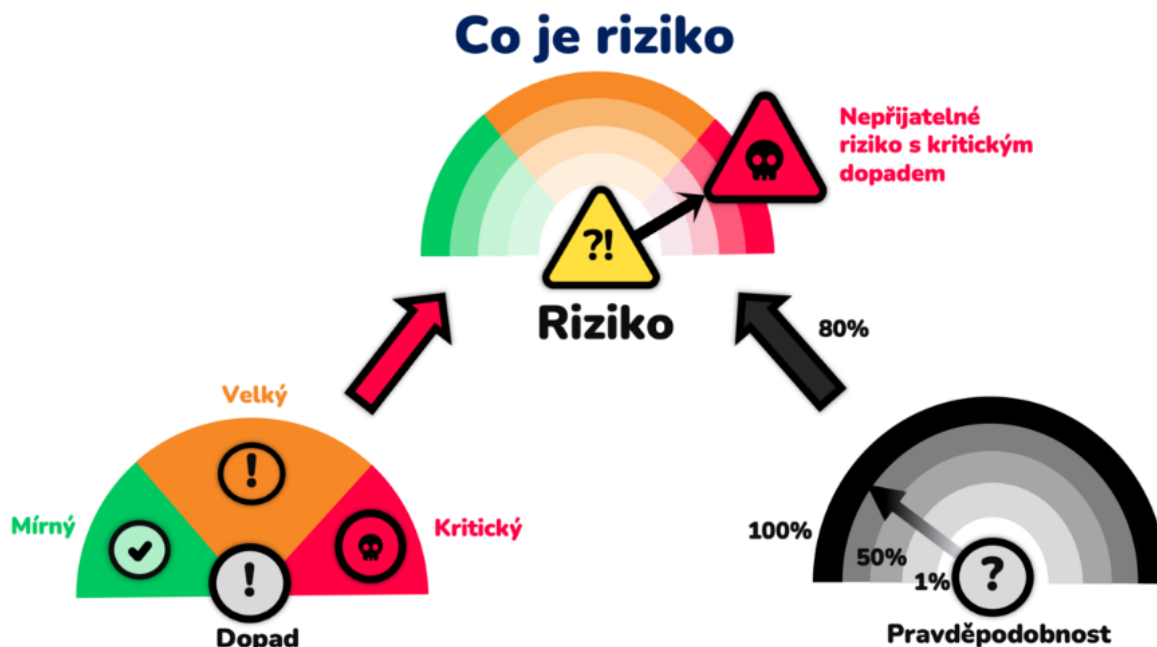 Co je riziko
Nepřijatelné
riziko s kritickým
dopadem
?!
Riziko
80%
Velký
!
Mírný
Kritický
!
Dopad
100%
50%
1%
?
Pravděpodobnost